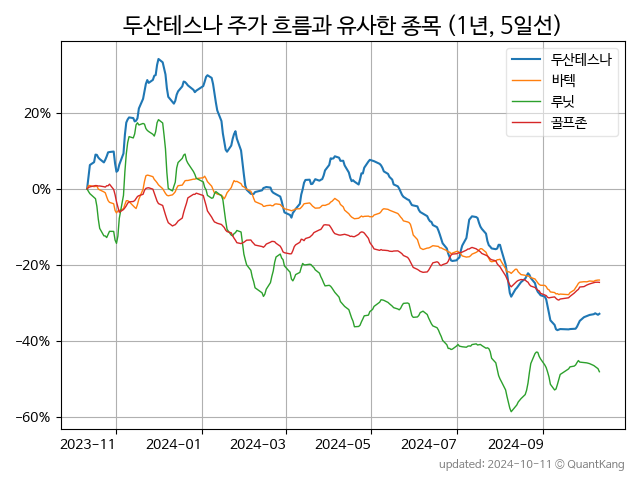 두산테스나 주가 흐름과 유사한 종목 (1년, 5일선)
두산테스나
바텍
루닛
골프존
20%
0%
−20%
−40%
−60%
2023-11 2024-01 2024-03 2024-05 2024-07 2024-09
updated: 2024-10-11 © QuantKang